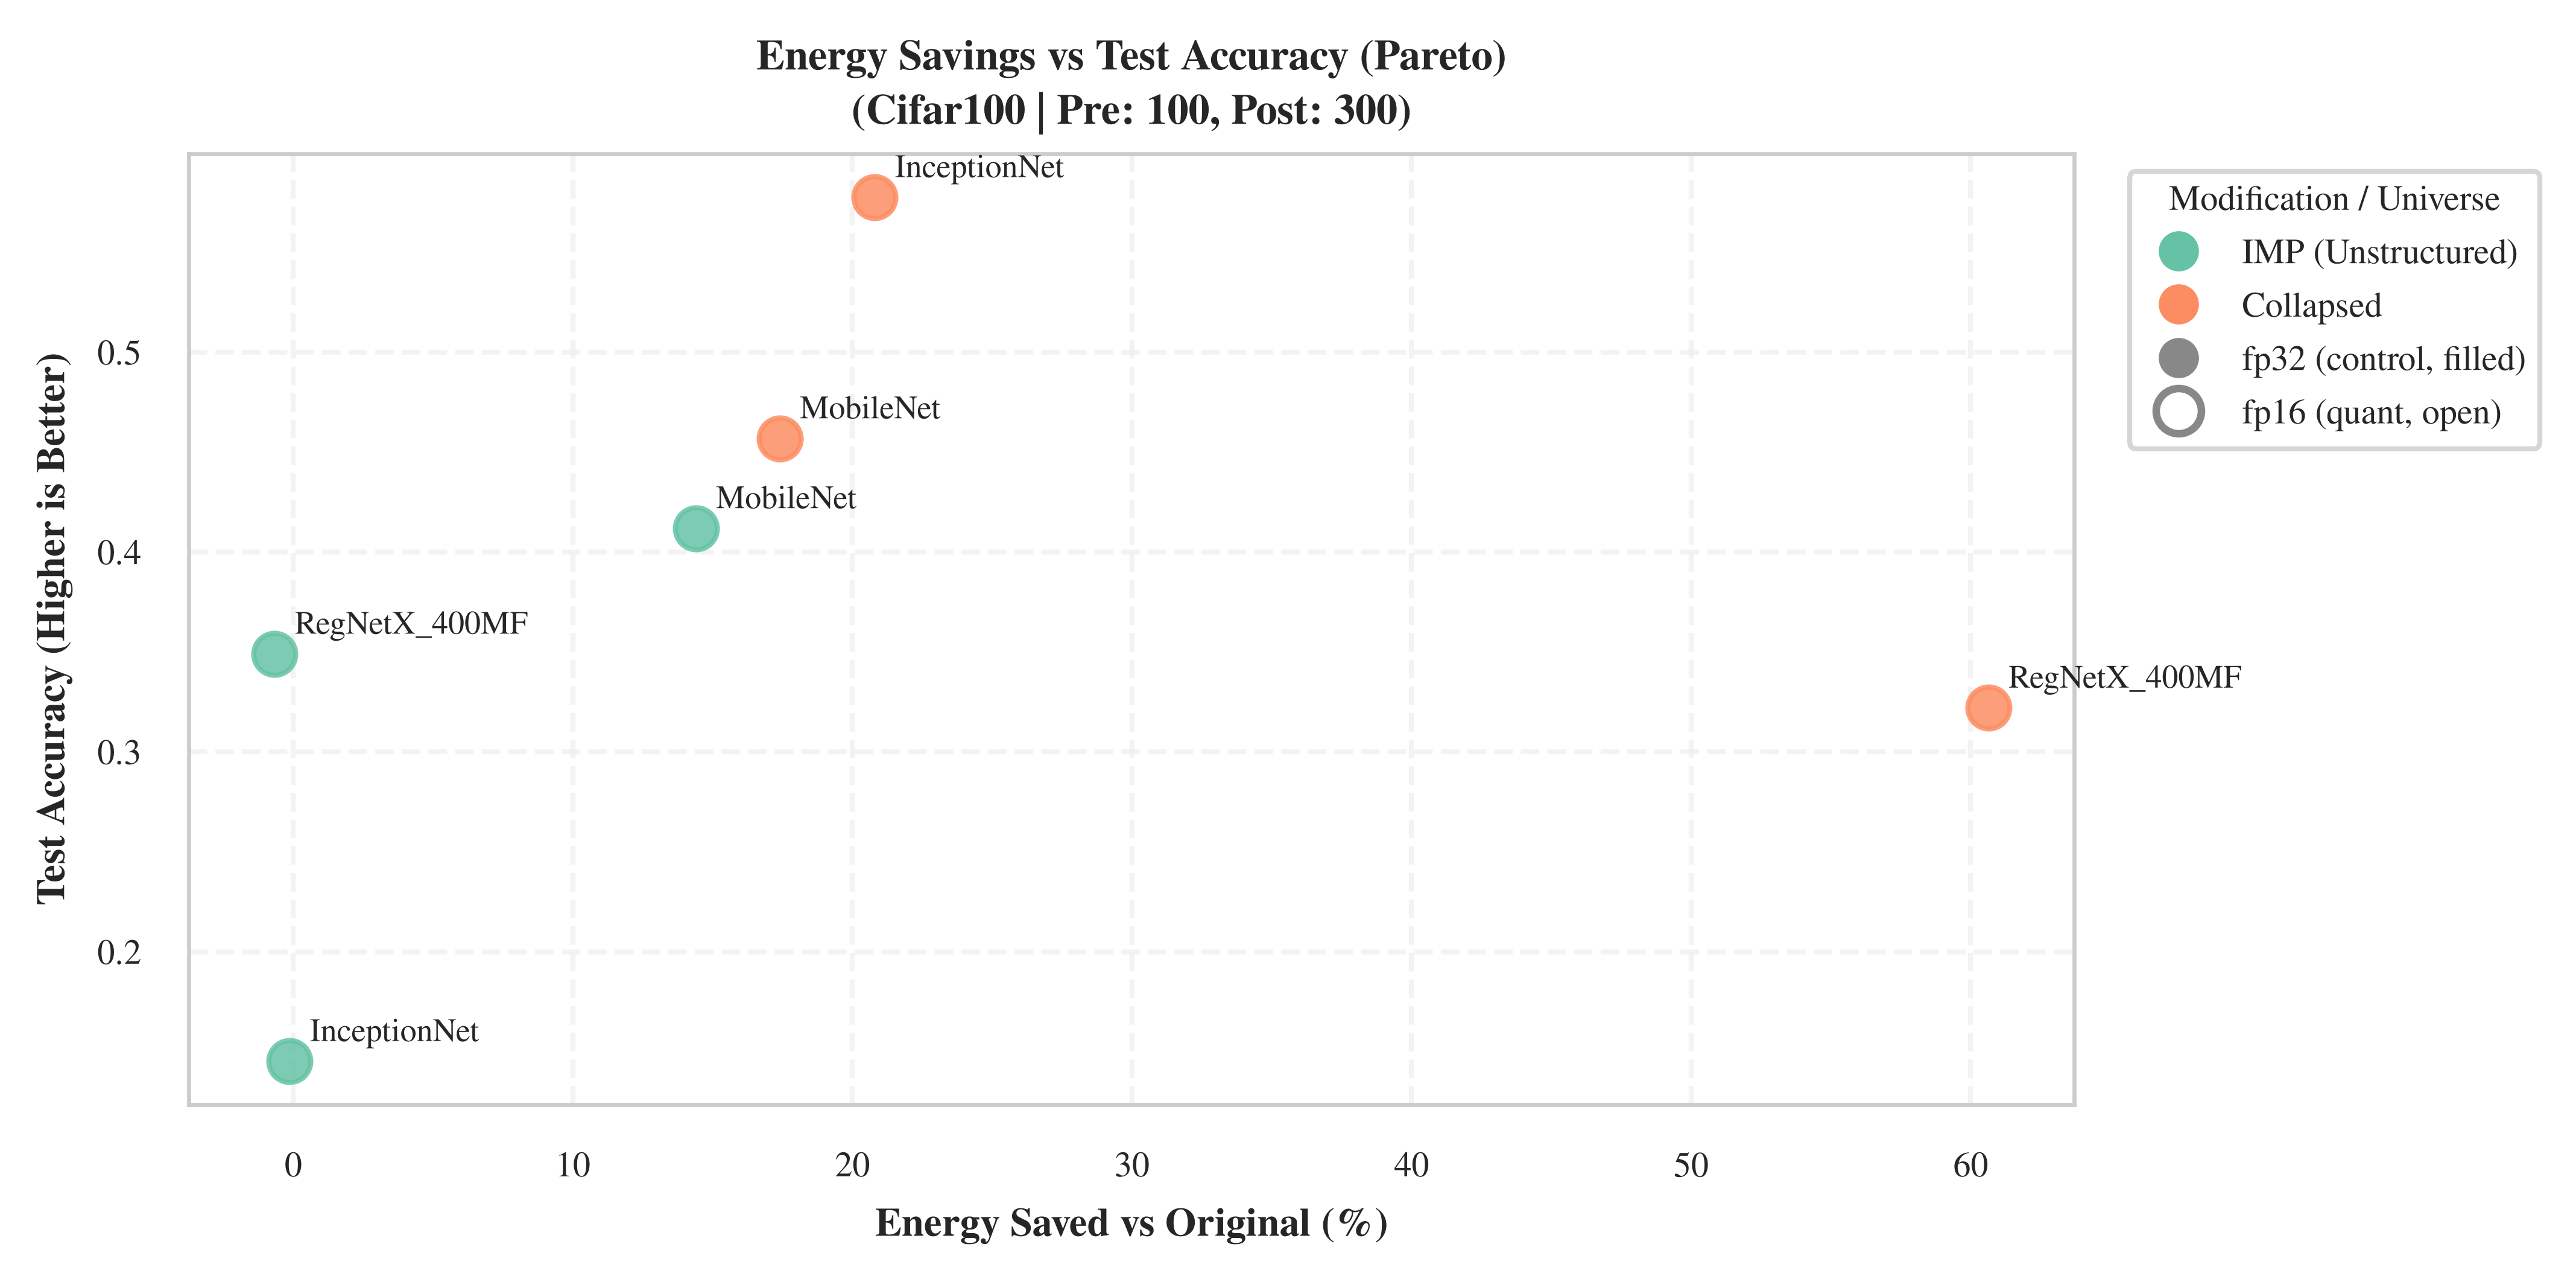 Energy Savings vs Test Accuracy (Pareto)
(Cifar100 | Pre: 100, Post: 300)
InceptionNet
MobileNet
MobileNet
RegNetX_400MF
RegNetX_400MF
InceptionNet
Test Accuracy (Higher is Better)
0.5
0.4
0.3
0.2
0
10
20
30
40
50
60
Energy Saved vs Original (%)
Modification / Universe
IMP (Unstructured)
Collapsed
fp32 (control, filled)
fp16 (quant, open)